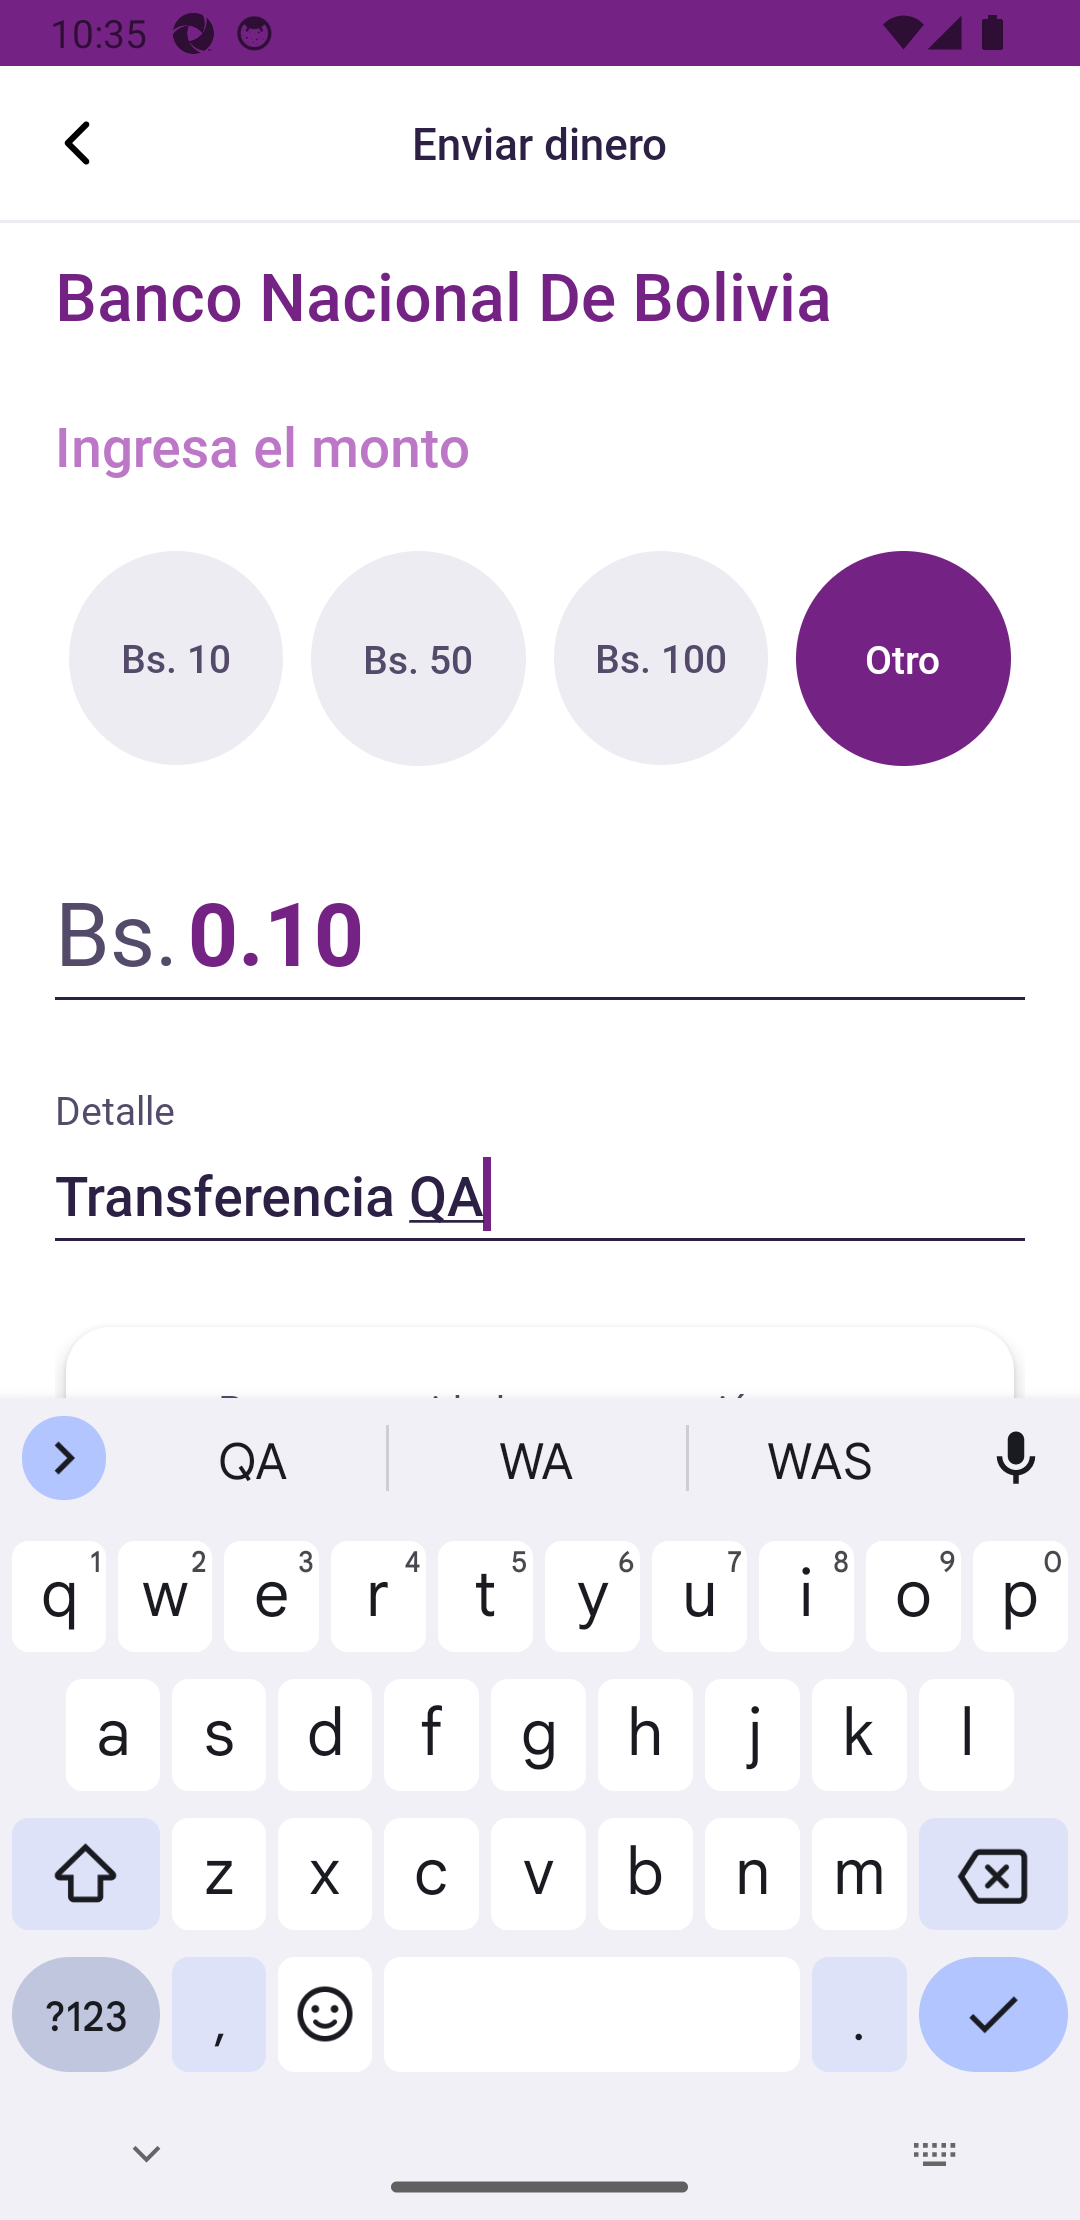 10:35
Enviar dinero
Banco Nacional De Bolivia
Ingresa el monto
Bs. 10 Bs. 50 Bs. 100 Otro
Bs. 0.10
Detalle
Transferencia QA
QA WA WAS
q 1 w 2 e 3 r 4 t 5 y 6 u 7 i 8 o 9 p 0
a s d f g h j k l
z x c v b n m
?123 , .